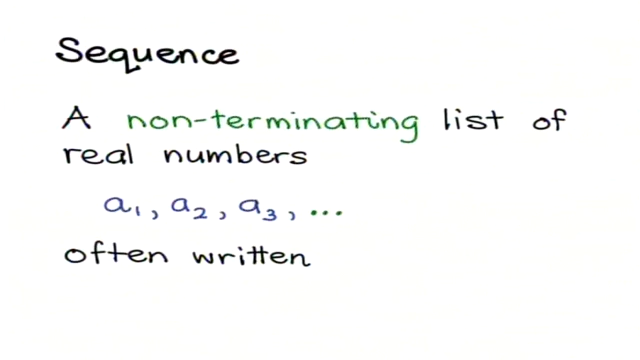 Sequence
A non-terminating list of
real numbers
a₁, a₂, a₃, ...
often written